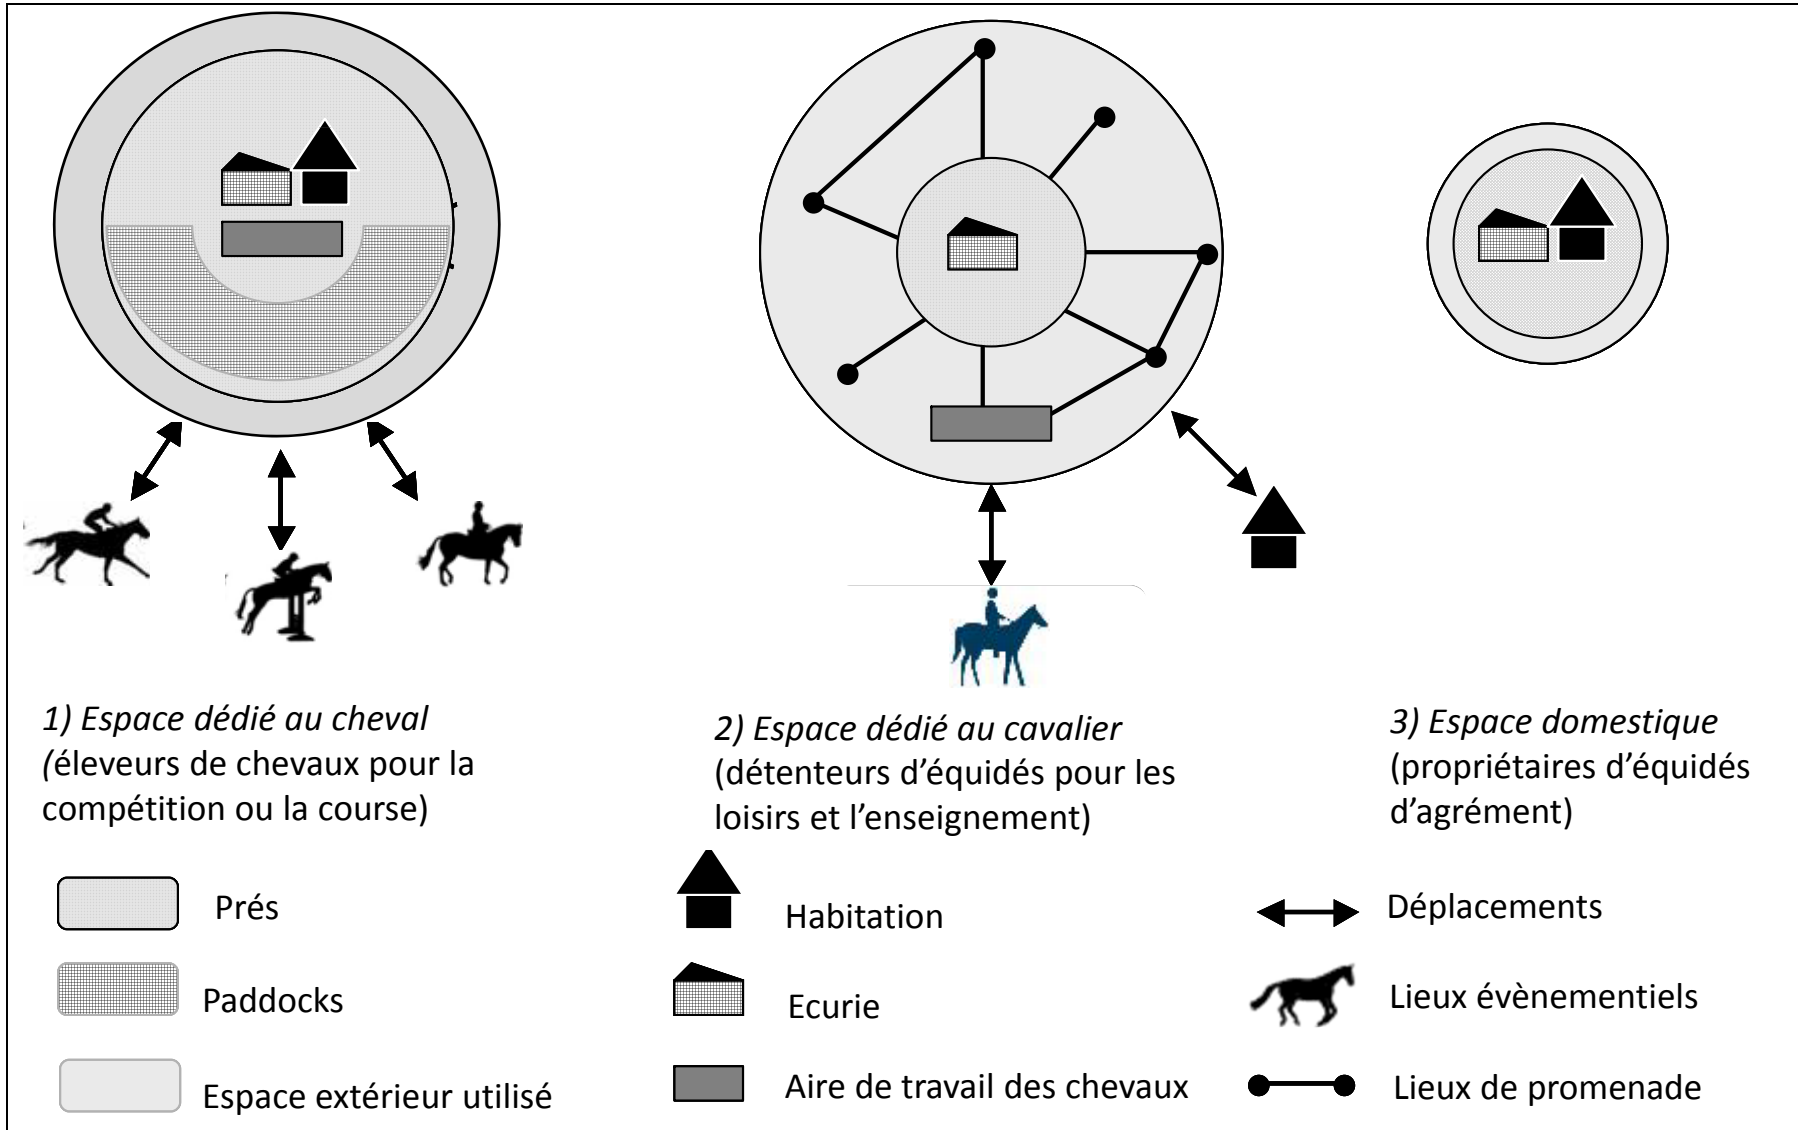 1) Espace dédié au cheval
(éleveurs de chevaux pour la
compétition ou la course)
2) Espace dédié au cavalier
(détenteurs d'équidés pour les
loisirs et l'enseignement)
3) Espace domestique
(propriétaires d'équidés
d'agrément)
Prés
Paddocks
Espace extérieur utilisé
Habitation
Ecurie
Aire de travail des chevaux
Déplacements
Lieux évènementiels
Lieux de promenade